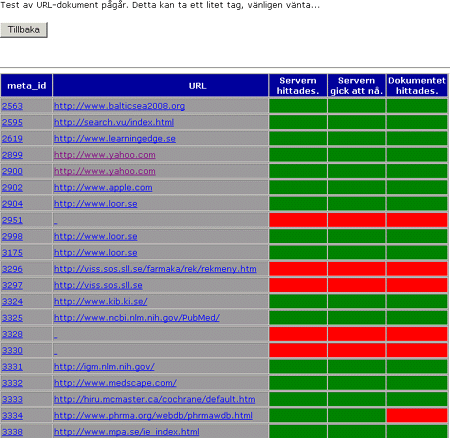 Test av URL-dokument pågår. Detta kan ta ett litet tag, vänligen vänta...
Tillbaka
meta_id URL Servern hittades. Servern gick att nå. Dokumentet hittades.
2563 http://www.balticsea2008.org
2595 http://search.vu/index.html
2619 http://www.learningedge.se
2899 http://www.yahoo.com
2900 http://www.yahoo.com
2902 http://www.apple.com
2904 http://www.loor.se
2951
2998 http://www.loor.se
3175 http://www.loor.se
3296 http://viss.sos.sll.se/farmaka/rek/rekmeny.htm
3297 http://viss.sos.sll.se
3324 http://www.kib.ki.se/
3325 http://www.ncbi.nlm.nih.gov/PubMed/
3328
3330
3331 http://igm.nlm.nih.gov/
3332 http://www.medscape.com/
3333 http://hiru.mcmaster.ca/cochrane/default.htm
3334 http://www.phrma.org/webdb/phrmawdb.html
3338 http://www.mpa.se/ie_index.html